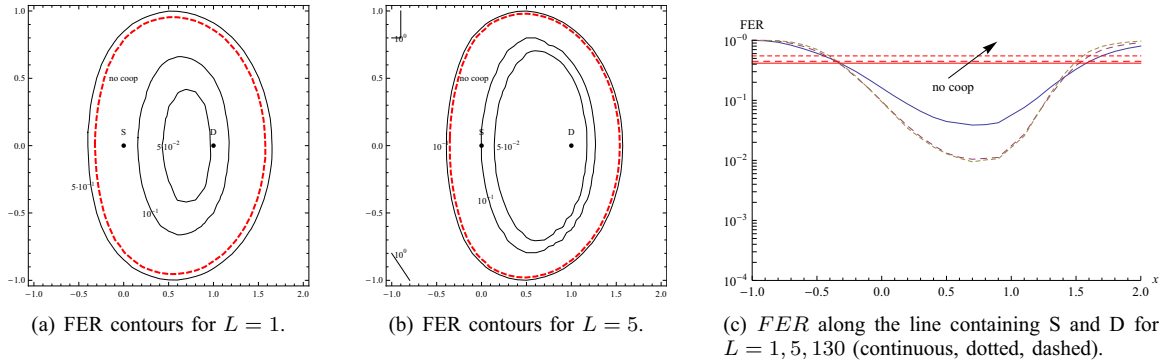 1.0
0.5
0.0
−0.5
−1.0
−1.0 −0.5 0.0 0.5 1.0 1.5 2.0
no coop
S
D
5·10⁻²
5·10⁻¹
10⁻¹
(a) FER contours for L = 1.
1.0
0.5
0.0
−0.5
−1.0
−1.0 −0.5 0.0 0.5 1.0 1.5 2.0
10⁰
no coop
S
D
10⁻¹
5·10⁻²
10⁻¹
10⁰
(b) FER contours for L = 5.
FER
10⁻⁰
10⁻¹
10⁻²
10⁻³
10⁻⁴
no coop
−1.0 −0.5 0.0 0.5 1.0 1.5 2.0
x
(c) FER along the line containing S and D for
L = 1, 5, 130 (continuous, dotted, dashed).